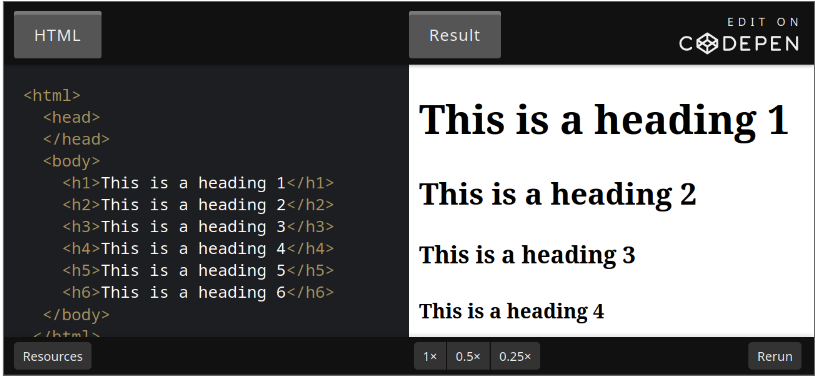 HTML
Result
EDIT ON
CODEPEN
<html>
<head>
</head>
<body>
<h1>This is a heading 1</h1>
<h2>This is a heading 2</h2>
<h3>This is a heading 3</h3>
<h4>This is a heading 4</h4>
<h5>This is a heading 5</h5>
<h6>This is a heading 6</h6>
</body>
</html>
This is a heading 1
This is a heading 2
This is a heading 3
This is a heading 4
Resources
1×
0.5×
0.25×
Rerun